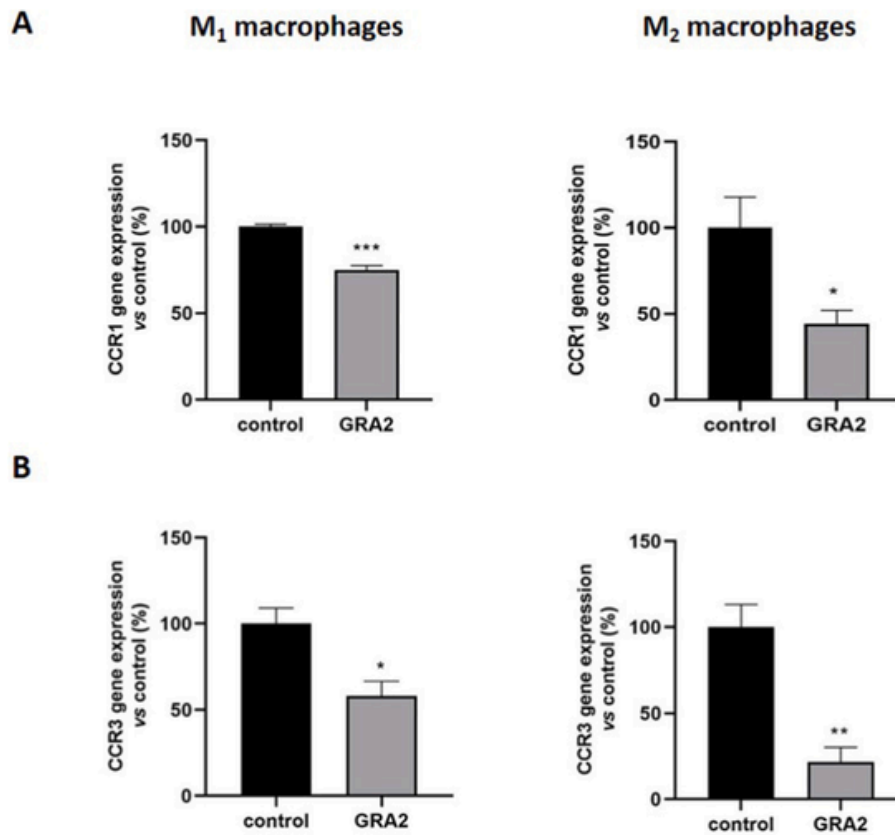 A
M₁ macrophages
M₂ macrophages
CCR1 gene expression
vs control (%)
150
100
50
0
***
control
GRA2
CCR1 gene expression
vs control (%)
150
100
50
0
*
control
GRA2
B
CCR3 gene expression
vs control (%)
150
100
50
0
*
control
GRA2
CCR3 gene expression
vs control (%)
150
100
50
0
**
control
GRA2